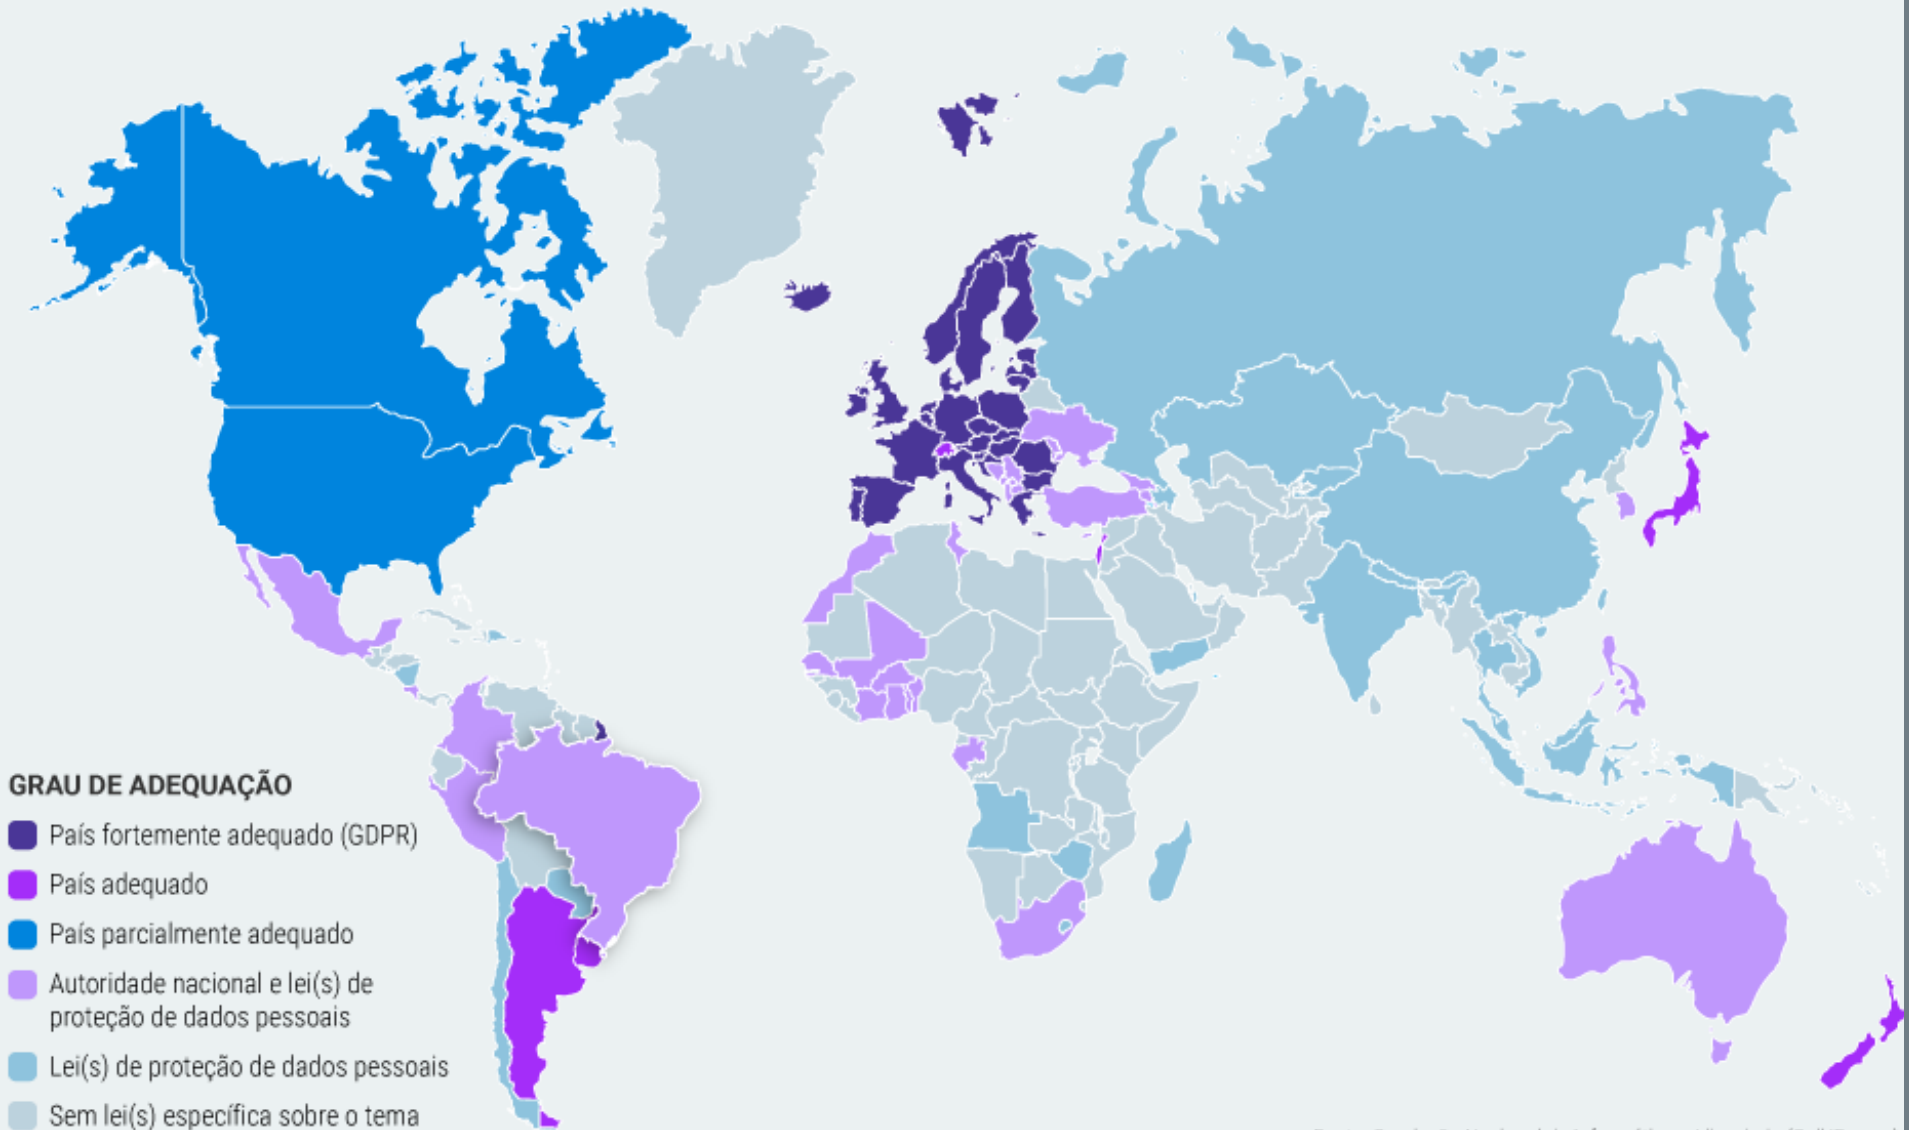 GRAU DE ADEQUAÇÃO
País fortemente adequado (GDPR)
País adequado
País parcialmente adequado
Autoridade nacional e lei(s) de
proteção de dados pessoais
Lei(s) de proteção de dados pessoais
Sem lei(s) específica sobre o tema